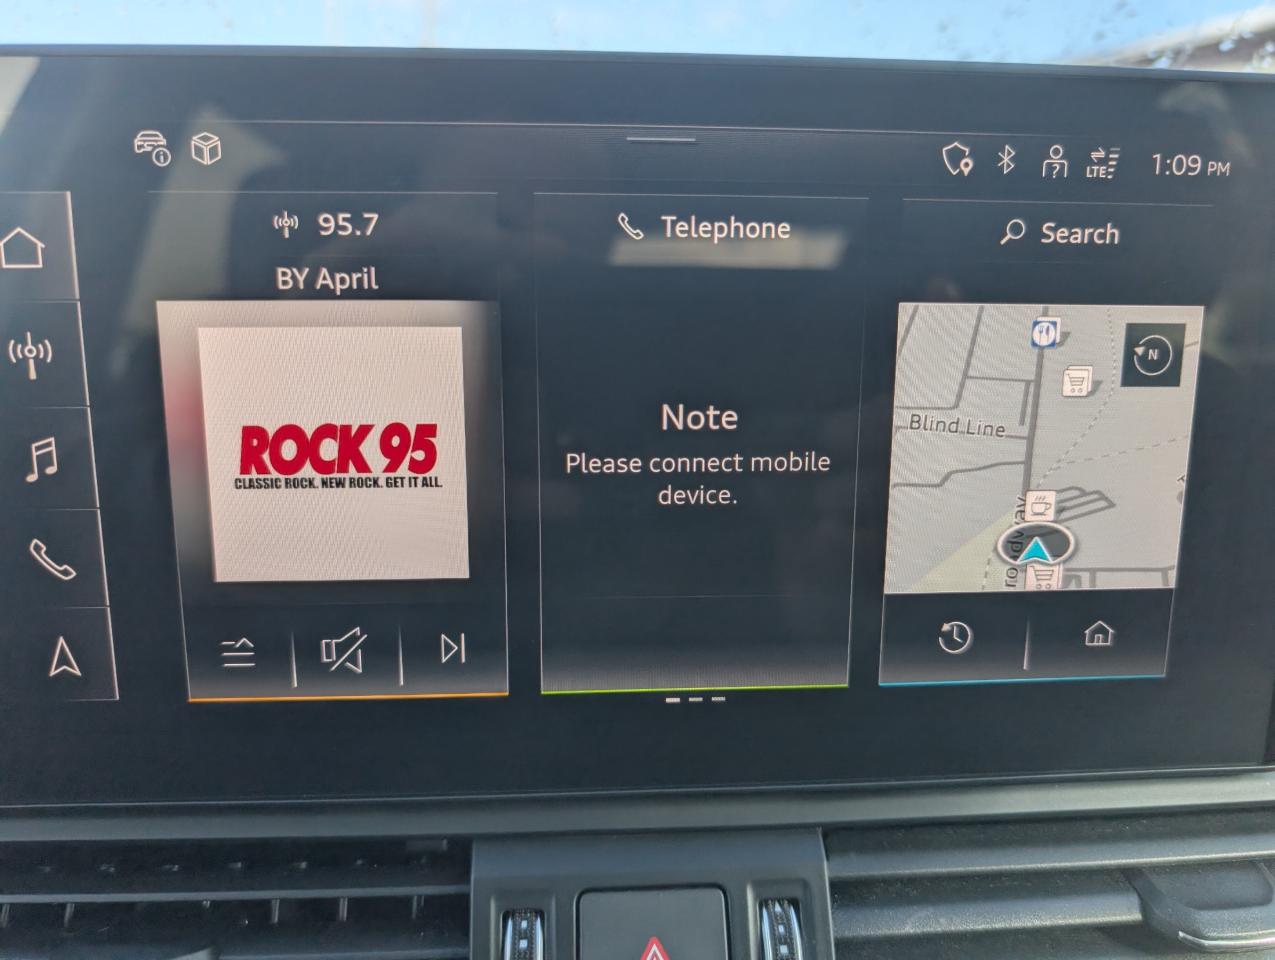 LTE
1:09 PM
95.7
BY April
ROCK 95
CLASSIC ROCK. NEW ROCK. GET IT ALL.
Telephone
Note
Please connect mobile
device.
Search
N
Blind Line
roadway